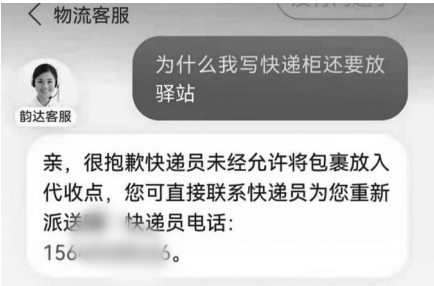 物流客服
为什么我写快递柜还要放
驿站
韵达客服
亲，很抱歉快递员未经允许将包裹放入
代收点，您可直接联系快递员为您重新
派送 快递员电话：
156 6。